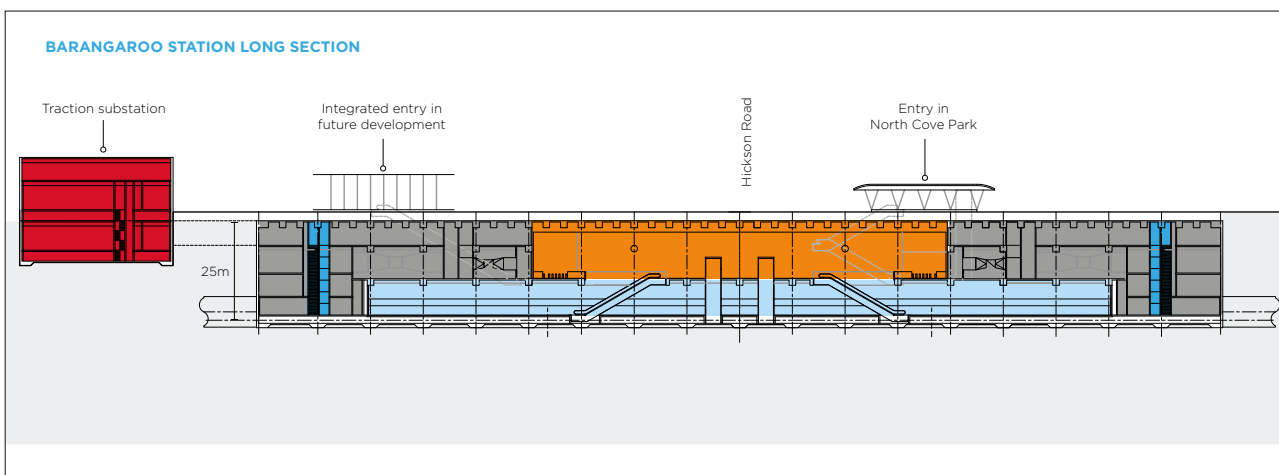 BARANGAROO STATION LONG SECTION
Traction substation
Integrated entry in
future development
Hickson Road
Entry in
North Cove Park
25m